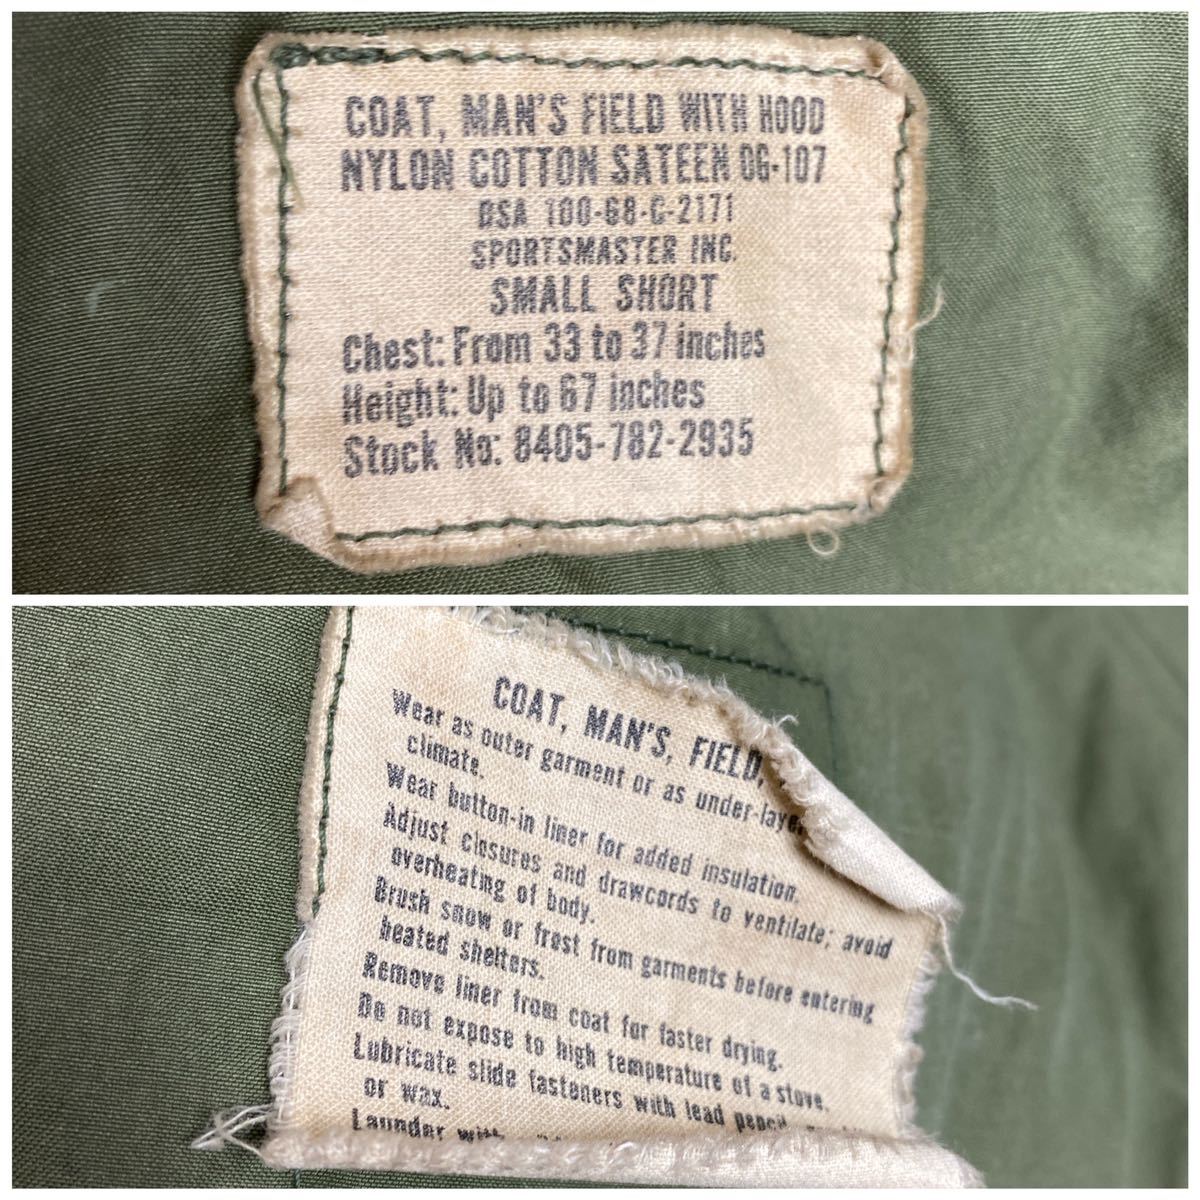 COAT, MAN'S FIELD WITH HOOD
NYLON COTTON SATEEN OG-107
DSA 100-68-C-2171
SPORTSMASTER INC.
SMALL SHORT
Chest: From 33 to 37 inches
Height: Up to 67 inches
Stock No: 8405-782-2935
COAT, MAN'S, FIELD,
Wear as outer garment or as under-layer
climate.
Wear button-in liner for added insulation.
Adjust closures and drawcords to ventilate; avoid
overheating of body.
Brush snow or frost from garments before entering
heated shelters.
Remove liner from coat for faster drying.
Do not expose to high temperature of a stove.
Lubricate slide fasteners with lead pencil
or wax.
Launder with